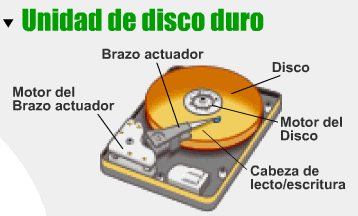 Unidad de disco duro
Brazo actuador
Disco
Motor del
Brazo actuador
Motor del
Disco
Cabeza de
lecto/escritura